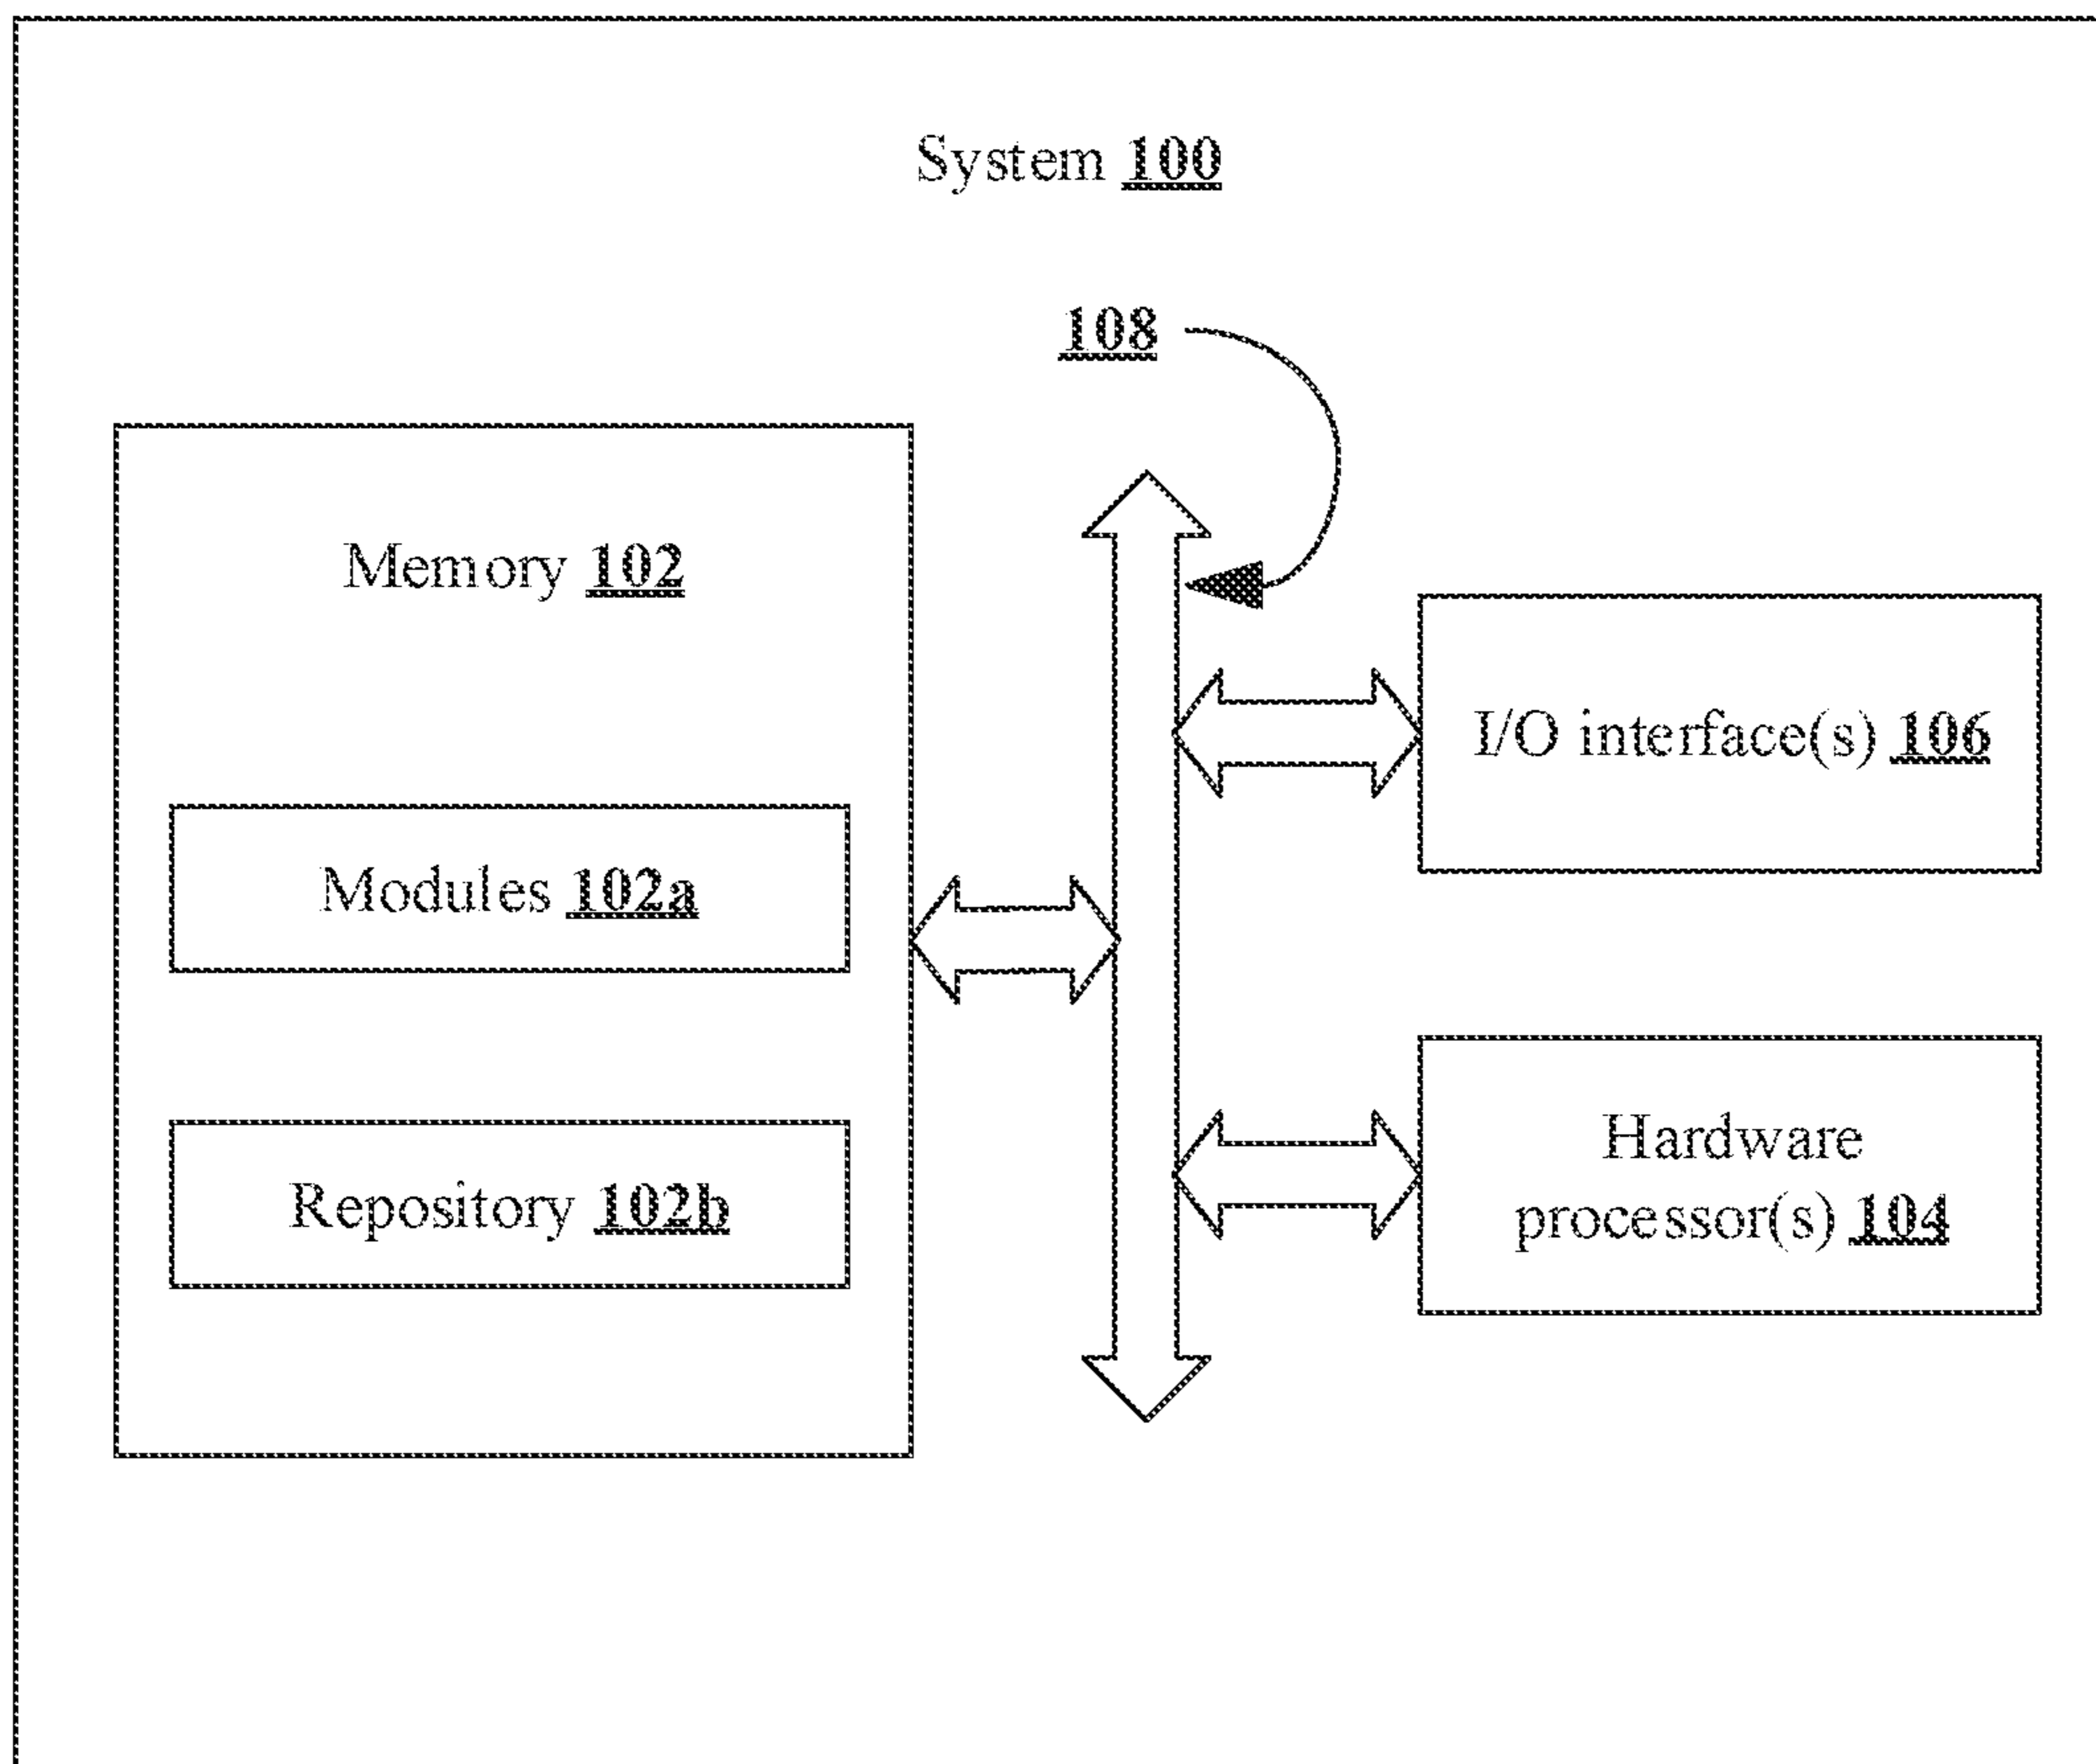 System 100
108
Memory 102
I/O interface(s) 106
Modules 102a
Hardware
processor(s) 104
Repository 102b